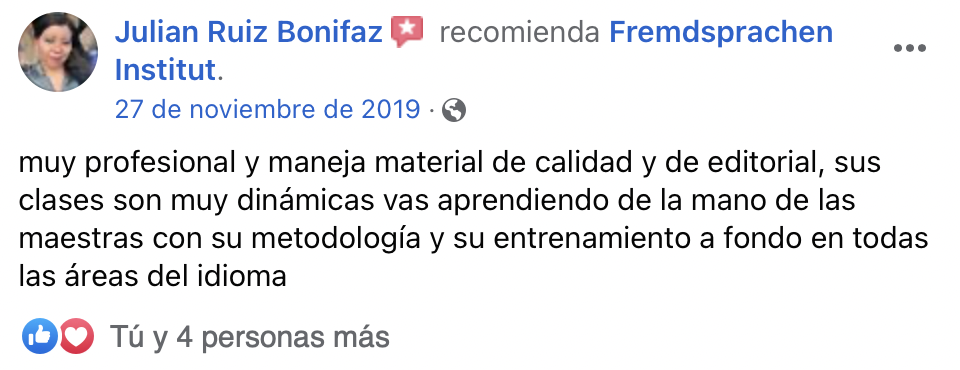 Julian Ruiz Bonifaz recomienda Fremdsprachen
Institut.
27 de noviembre de 2019 ·
muy profesional y maneja material de calidad y de editorial, sus
clases son muy dinámicas vas aprendiendo de la mano de las
maestras con su metodología y su entrenamiento a fondo en todas
las áreas del idioma
Tú y 4 personas más